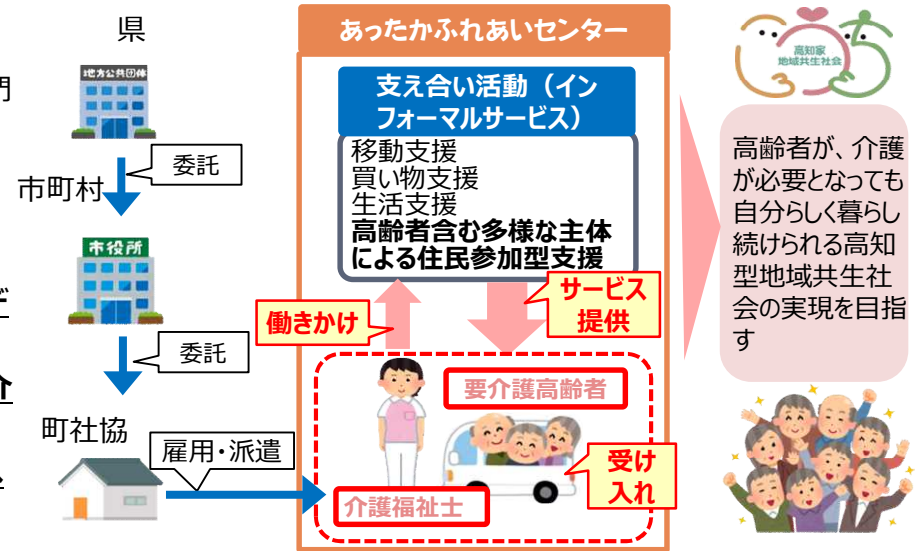 県
門
地方公共団体
委託
市町村
市役所
委託
介
町社協
雇用・派遣
あったかふれあいセンター
支え合い活動（イン
フォーマルサービス）
移動支援
買い物支援
生活支援
高齢者含む多様な主体
による住民参加型支援
働きかけ
サービス
提供
要介護高齢者
受け
入れ
介護福祉士
高知家
地域共生社会
高齢者が、介護
が必要となっても
自分らしく暮らし
続けられる高知
型地域共生社
会の実現を目指
す